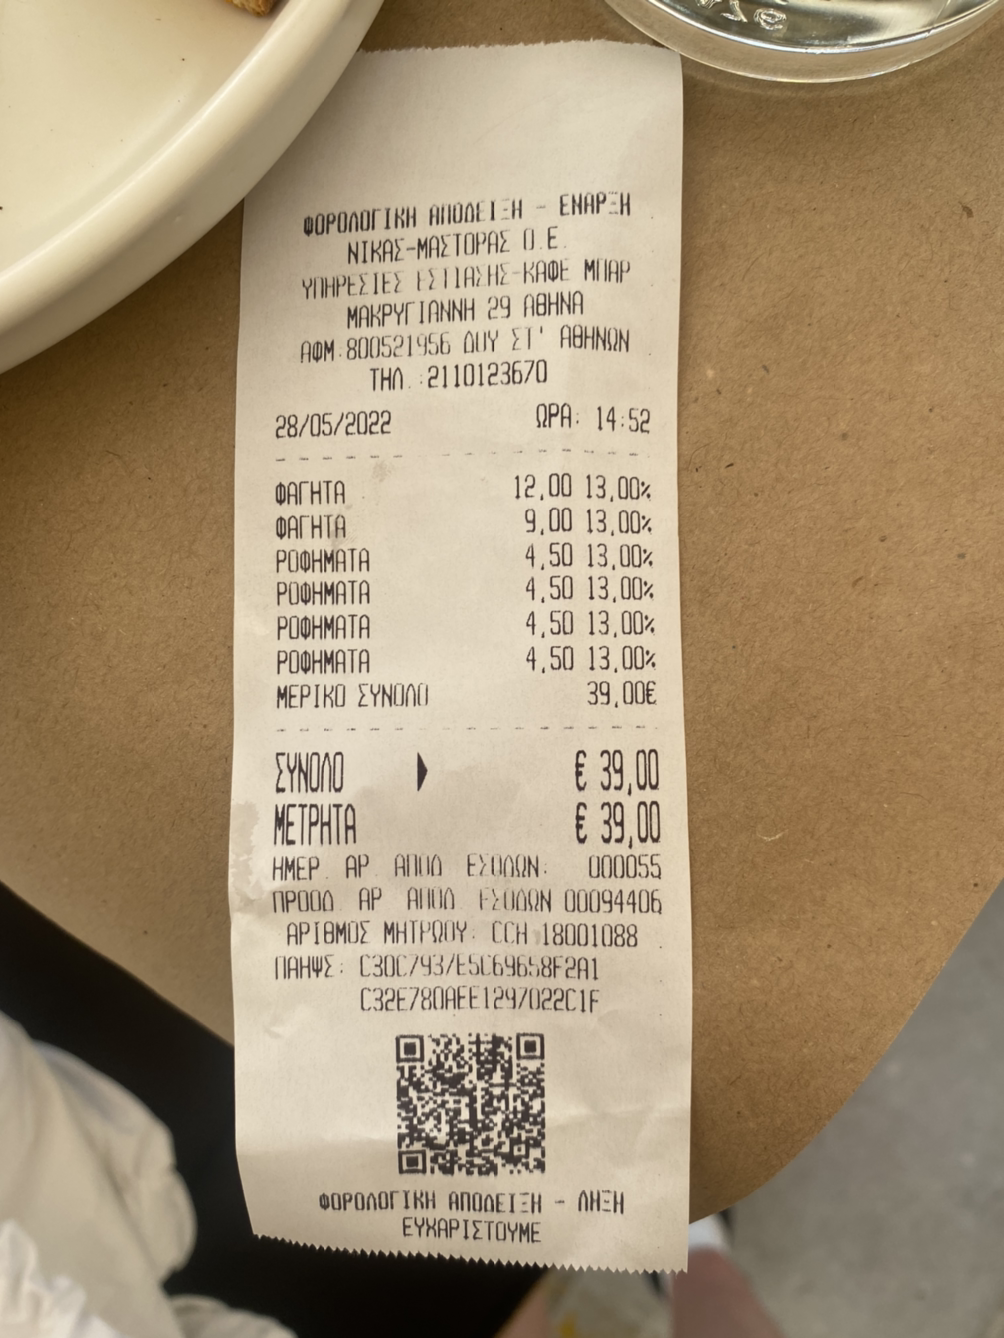 ΦΟΡΟΛΟΓΙΚΗ ΑΠΟΔΕΙΞΗ - ΕΝΑΡΞΗ
ΝΙΚΑΣ-ΜΑΣΤΟΡΑΣ Ο.Ε.
ΥΠΗΡΕΣΙΕΣ ΕΣΤΙΑΣΗΣ-ΚΑΦΕ ΜΠΑΡ
ΜΑΚΡΥΓΙΑΝΝΗ 29 ΑΘΗΝΑ
ΑΦΜ:800521956 ΔΟΥ ΣΤ' ΑΘΗΝΩΝ
ΤΗΛ.:2110123670
28/05/2022 ΩΡΑ: 14:52
ΦΑΓΗΤΑ 12,00 13,00%
ΦΑΓΗΤΑ 9,00 13,00%
ΡΟΦΗΜΑΤΑ 4,50 13,00%
ΡΟΦΗΜΑΤΑ 4,50 13,00%
ΡΟΦΗΜΑΤΑ 4,50 13,00%
ΡΟΦΗΜΑΤΑ 4,50 13,00%
ΜΕΡΙΚΟ ΣΥΝΟΛΟ 39,00€
ΣΥΝΟΛΟ € 39,00
ΜΕΤΡΗΤΑ € 39,00
ΗΜΕΡ. ΑΡ. ΑΠΟΔ. ΕΣΟΔΩΝ: 000055
ΠΡΟΟΔ. ΑΡ. ΑΠΟΔ. ΕΣΟΔΩΝ 00094406
ΑΡΙΘΜΟΣ ΜΗΤΡΩΟΥ: CCH 18001088
ΠΑΗΨΣ: C30C7937E5C69658F2A1
C32E780AEE1297022C1F
ΦΟΡΟΛΟΓΙΚΗ ΑΠΟΔΕΙΞΗ - ΛΗΞΗ
ΕΥΧΑΡΙΣΤΟΥΜΕ